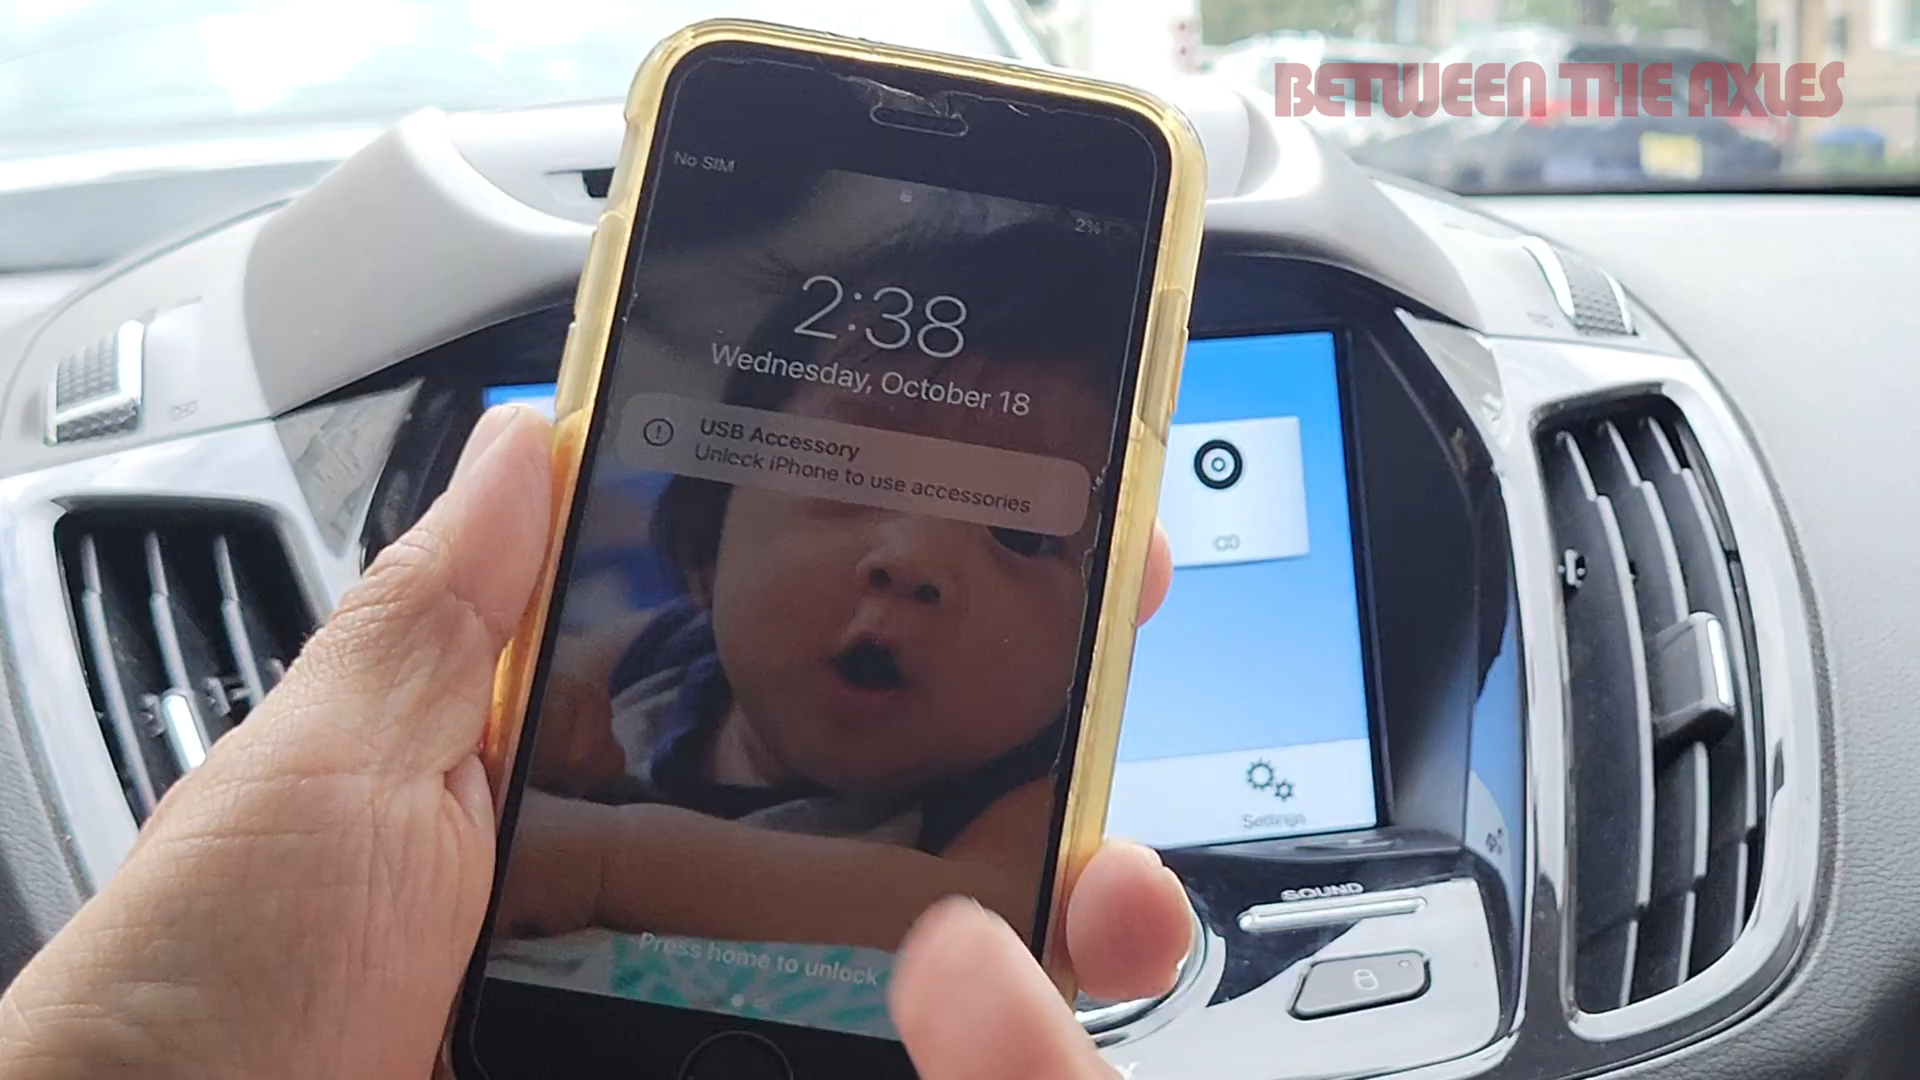 BETWEEN THE AXLES
No SIM
2%
2:38
Wednesday, October 18
USB Accessory
Unlock iPhone to use accessories
CD
Settings
SOUND
Press home to unlock